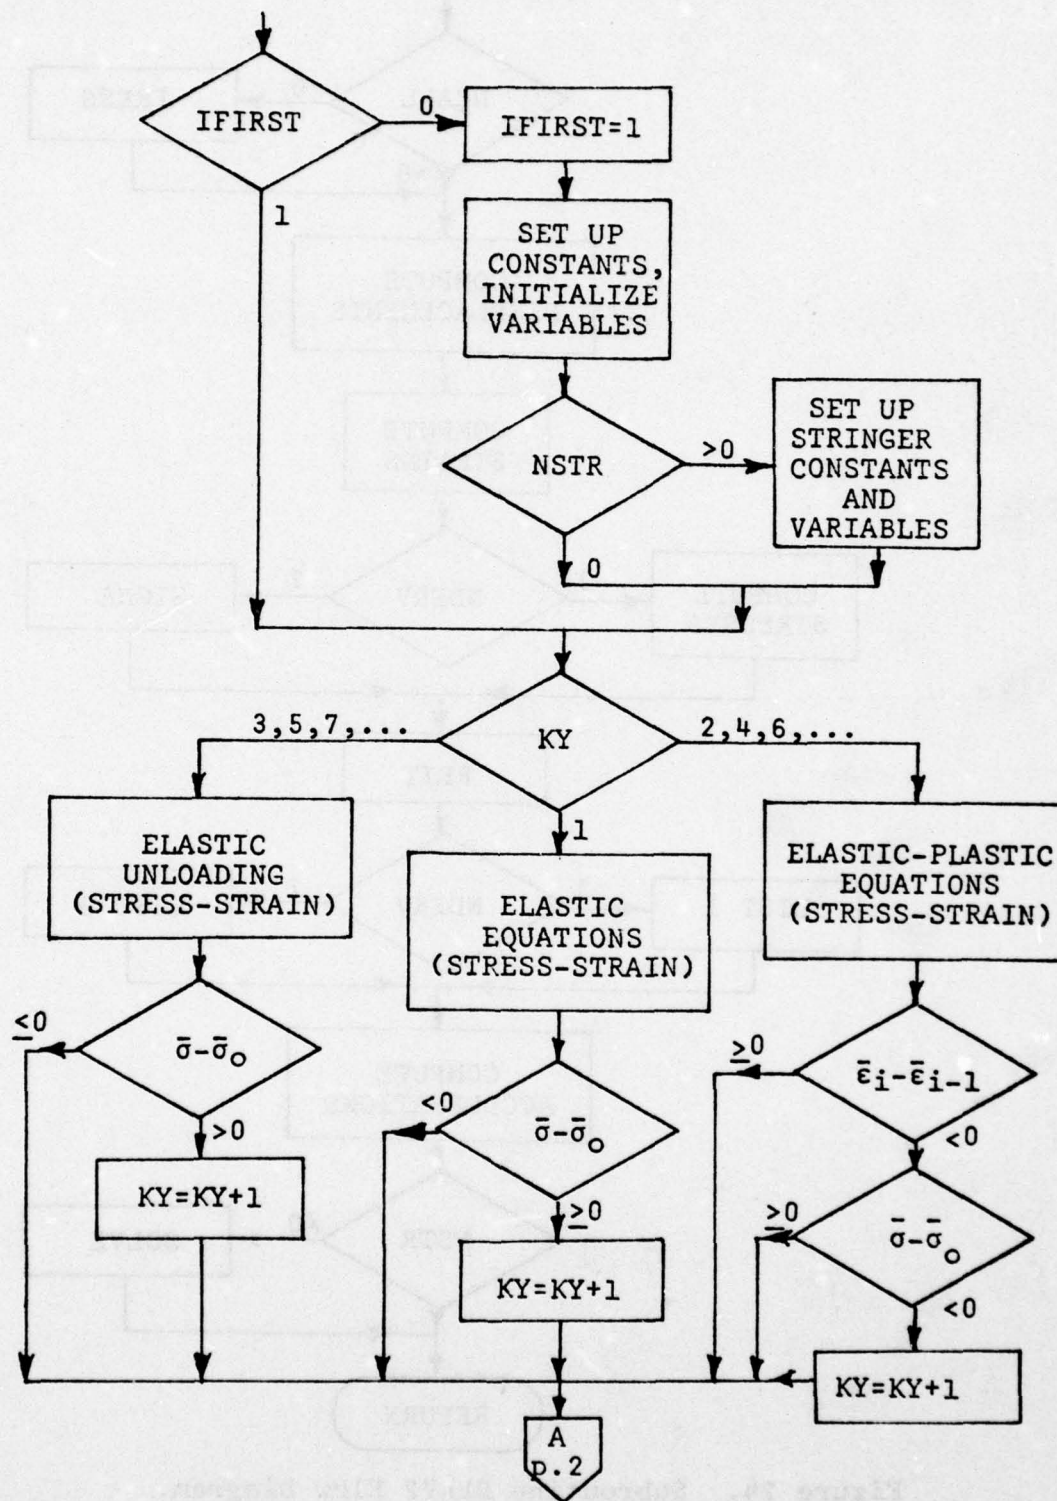 IFIRST
0
IFIRST=1
1
SET UP
CONSTANTS,
INITIALIZE
VARIABLES
NSTR
>0
SET UP
STRINGER
CONSTANTS
AND
VARIABLES
0
3,5,7,...
KY
2,4,6,...
1
ELASTIC
UNLOADING
(STRESS-STRAIN)
ELASTIC
EQUATIONS
(STRESS-STRAIN)
ELASTIC-PLASTIC
EQUATIONS
(STRESS-STRAIN)
≤0
σ̄-σ̄o
>0
KY=KY+1
<0
σ̄-σ̄o
≥0
KY=KY+1
≥0
ε̄i-ε̄i-1
<0
≥0
σ̄-σ̄o
<0
KY=KY+1
A
p.2